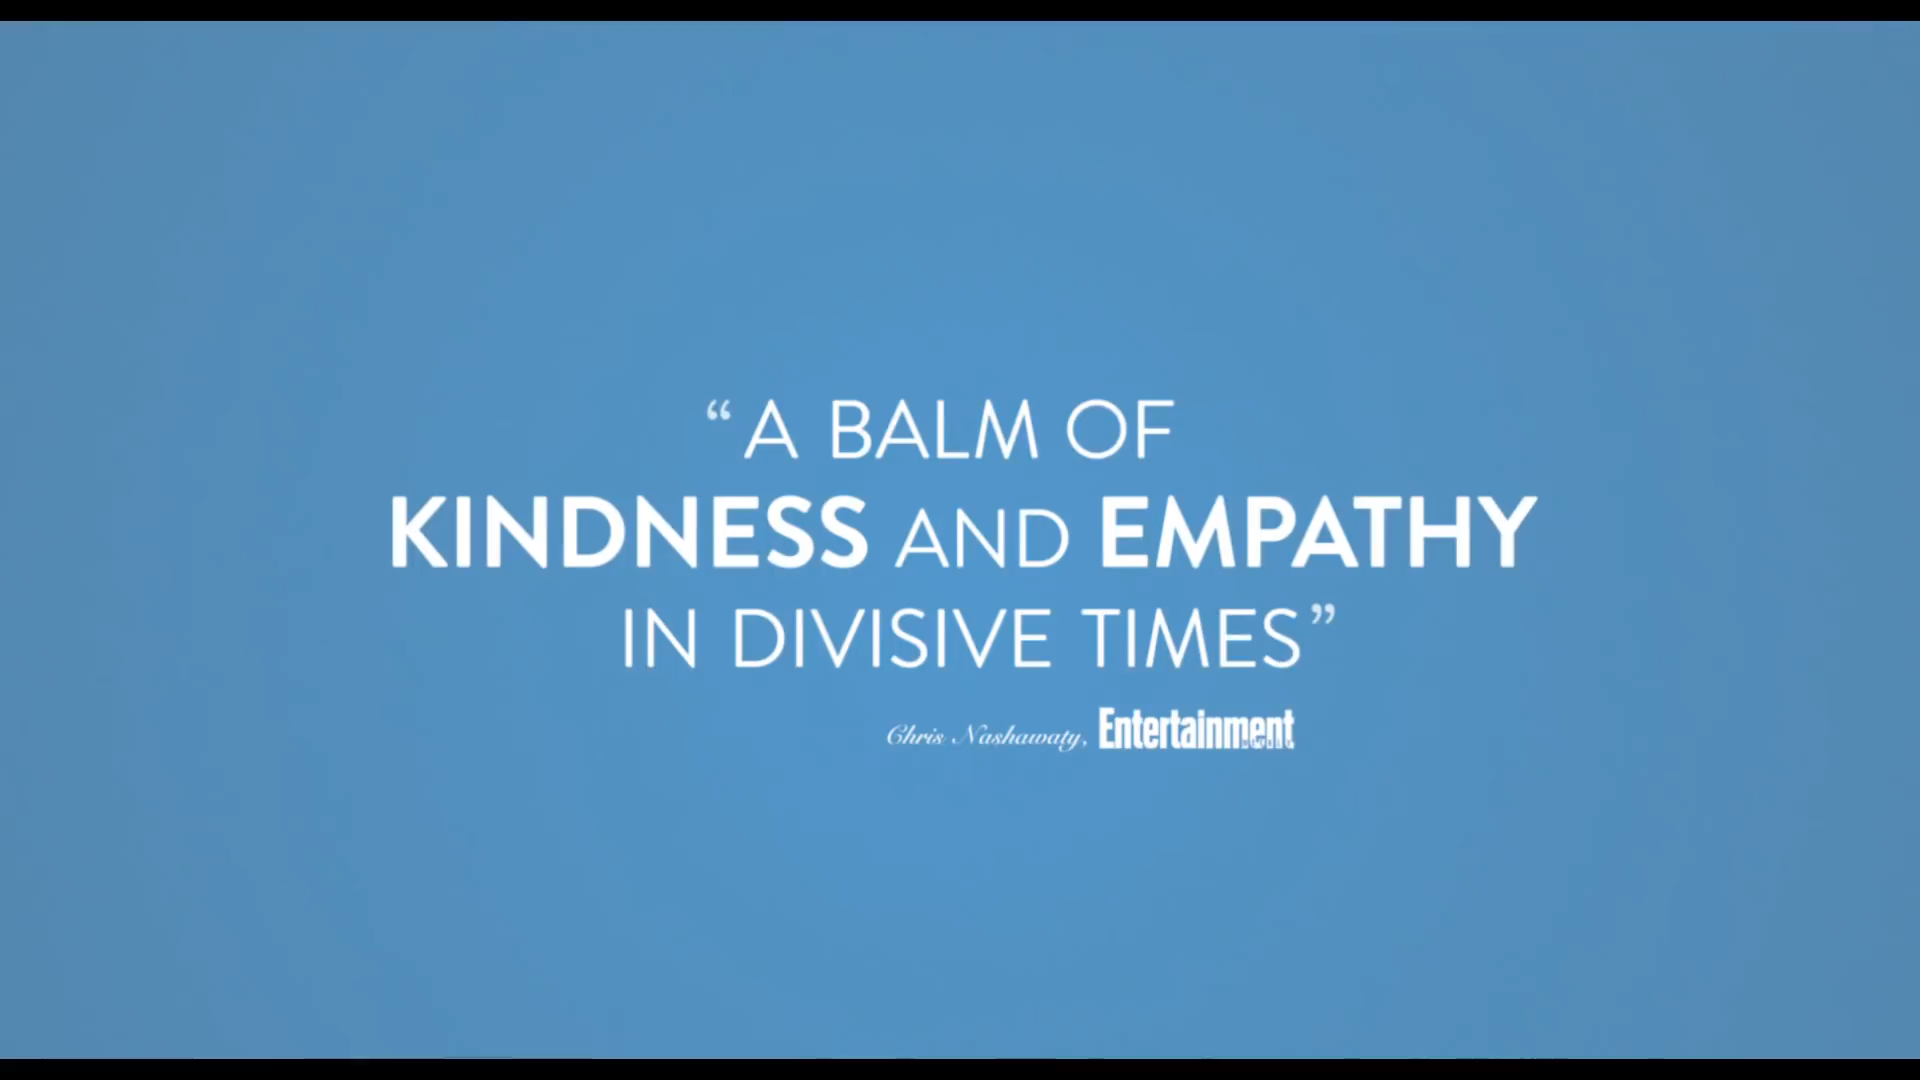 “A BALM OF
KINDNESS AND EMPATHY
IN DIVISIVE TIMES”
Chris Nashawaty, Entertainment